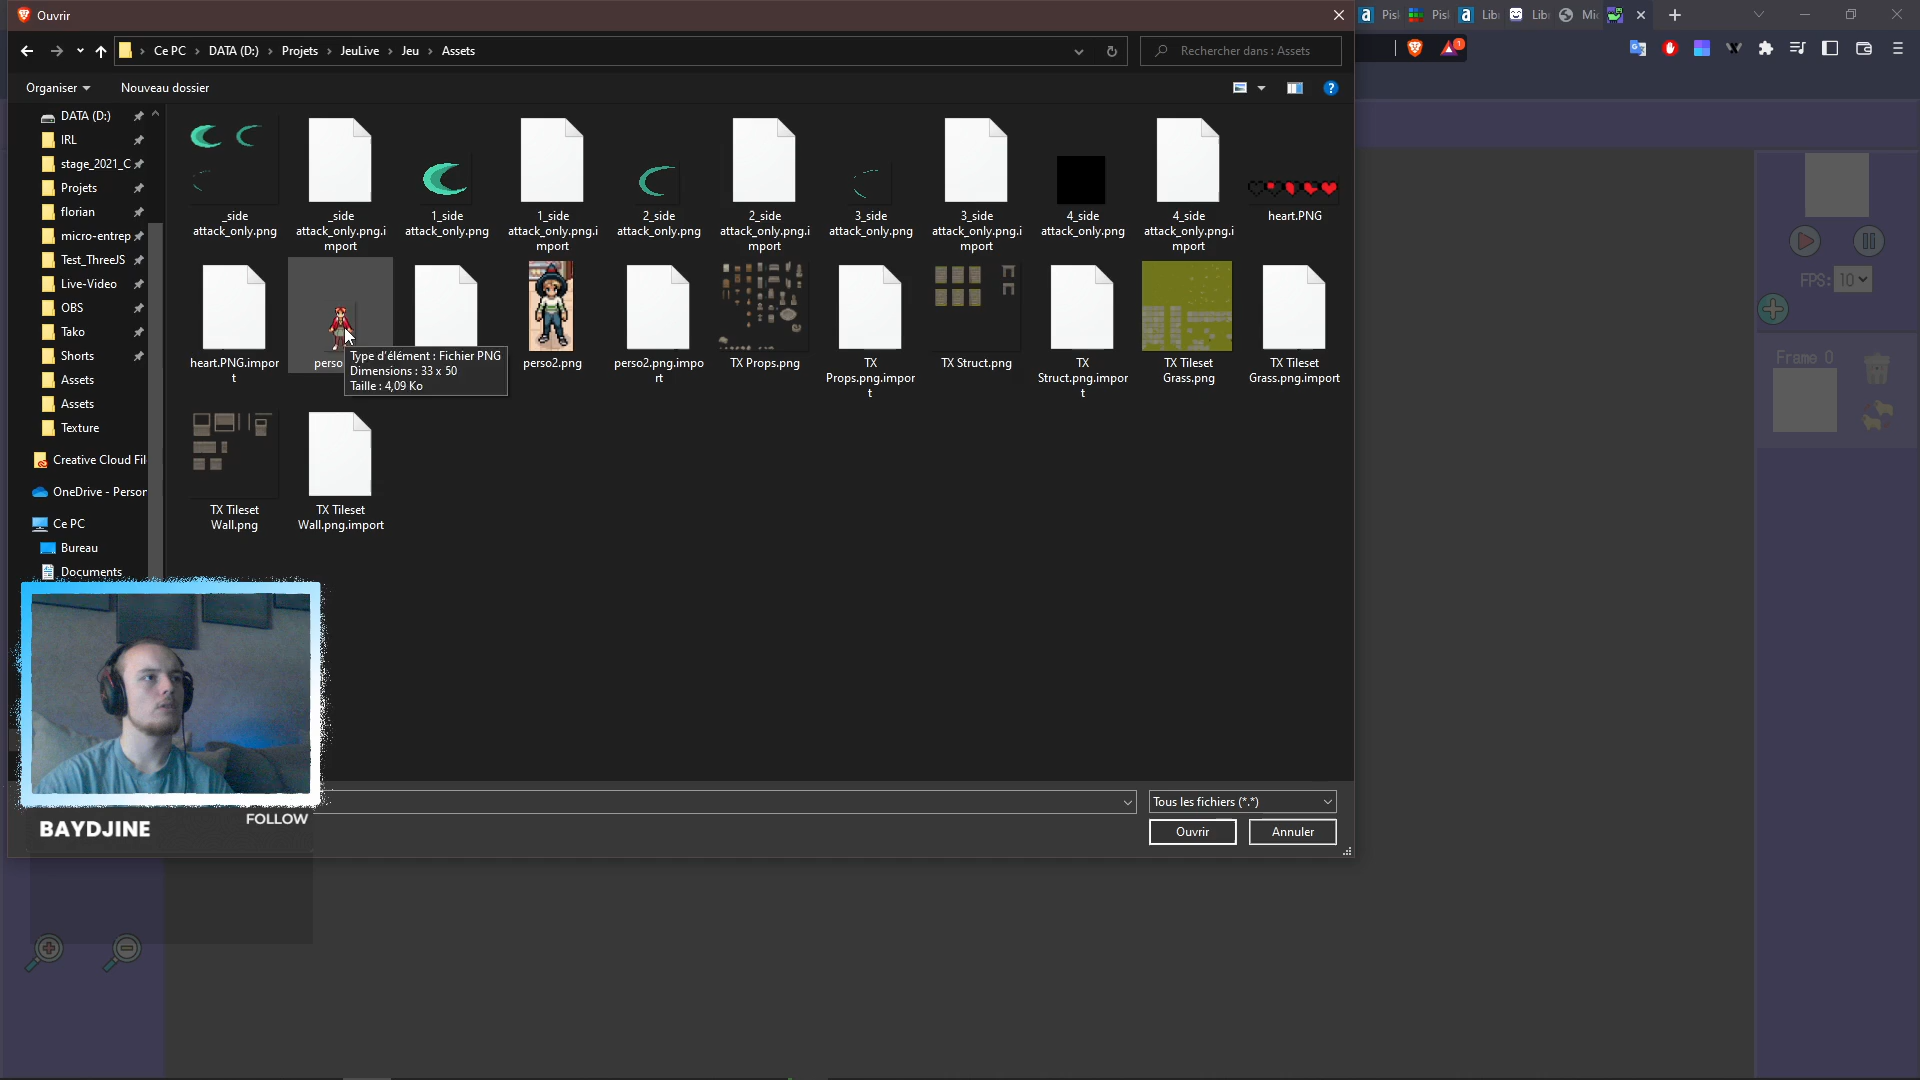 Ouvrir
Pis
Pis
Lib
Lib
Mi
Ce PC
DATA (D:)
Projets
JeuLive
Jeu
Assets
Rechercher dans : Assets
1
Organiser
Nouveau dossier
DATA (D:)
IRL
stage_2021_C
Projets
florian
micro-entrep
Test_ThreeJS
Live-Video
OBS
Tako
Shorts
Assets
Assets
Texture
Creative Cloud Fil
OneDrive - Person
Ce PC
Bureau
Documents
_side
attack_only.png
_side
attack_only.png.i
mport
1_side
attack_only.png
1_side
attack_only.png.i
mport
2_side
attack_only.png
2_side
attack_only.png.i
mport
3_side
attack_only.png
3_side
attack_only.png.i
mport
4_side
attack_only.png
4_side
attack_only.png.i
mport
heart.PNG
heart.PNG.impor
t
perso
Type d'élément : Fichier PNG
Dimensions : 33 x 50
Taille : 4,09 Ko
perso2.png
perso2.png.impo
rt
TX Props.png
TX
Props.png.impor
t
TX Struct.png
TX
Struct.png.impor
t
TX Tileset
Grass.png
TX Tileset
Grass.png.import
TX Tileset
Wall.png
TX Tileset
Wall.png.import
FPS: 10
Frame 0
Tous les fichiers (*.*)
Ouvrir
Annuler
BAYDJINE
FOLLOW